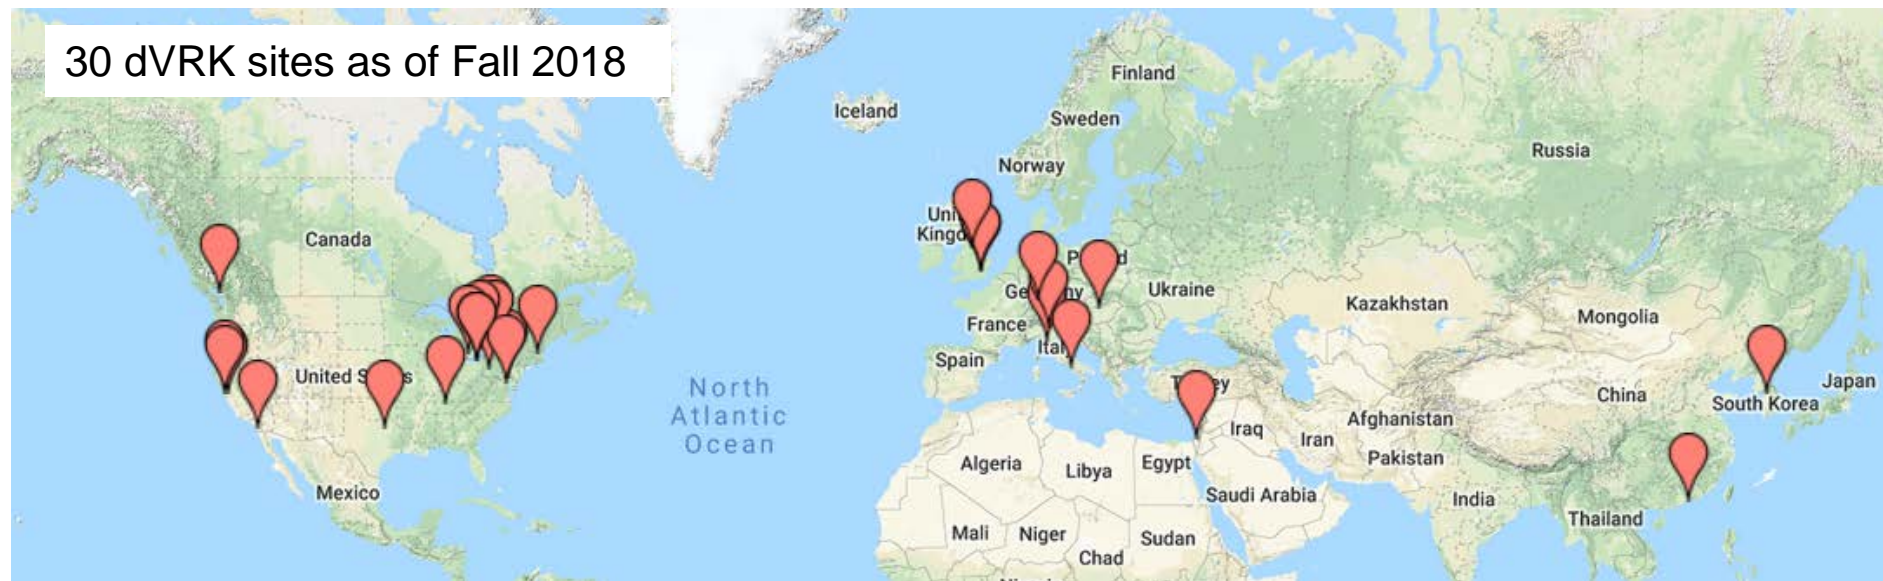 30 dVRK sites as of Fall 2018
Finland
Iceland
Sweden
Russia
Norway
Canada
Ukraine
Kazakhstan
Mongolia
France
Spain
North
Atlantic
Ocean
Japan
China
South Korea
Afghanistan
Iraq
Iran
Pakistan
Algeria
Libya
Egypt
Saudi Arabia
India
Mexico
Thailand
Mali
Niger
Sudan
Chad